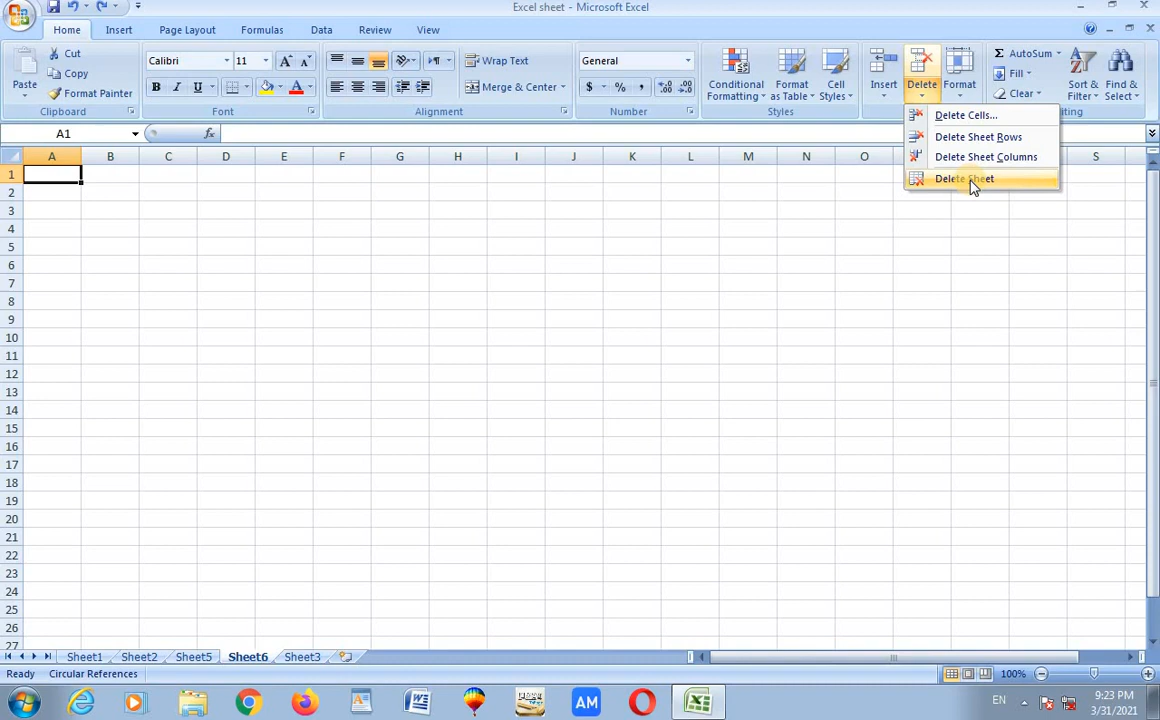 Excel sheet - Microsoft Excel
Home Insert Page Layout Formulas Data Review View
Cut
Copy
Format Painter
Paste
Clipboard
Calibri 11
B I U
Font
Wrap Text
Merge & Center
Alignment
General
$ % ,
Number
Conditional Formatting
Format as Table
Cell Styles
Styles
Insert
Delete
Format
AutoSum
Fill
Clear
Sort & Filter
Find & Select
Delete Cells...
Delete Sheet Rows
Delete Sheet Columns
Delete Sheet
A1 fx
A B C D E F G H I J K L M N O S
1
2
3
4
5
6
7
8
9
10
11
12
13
14
15
16
17
18
19
20
21
22
23
24
25
26
27
Sheet1 Sheet2 Sheet5 Sheet6 Sheet3
Ready Circular References 100%
AM EN 9:23 PM
3/31/2021